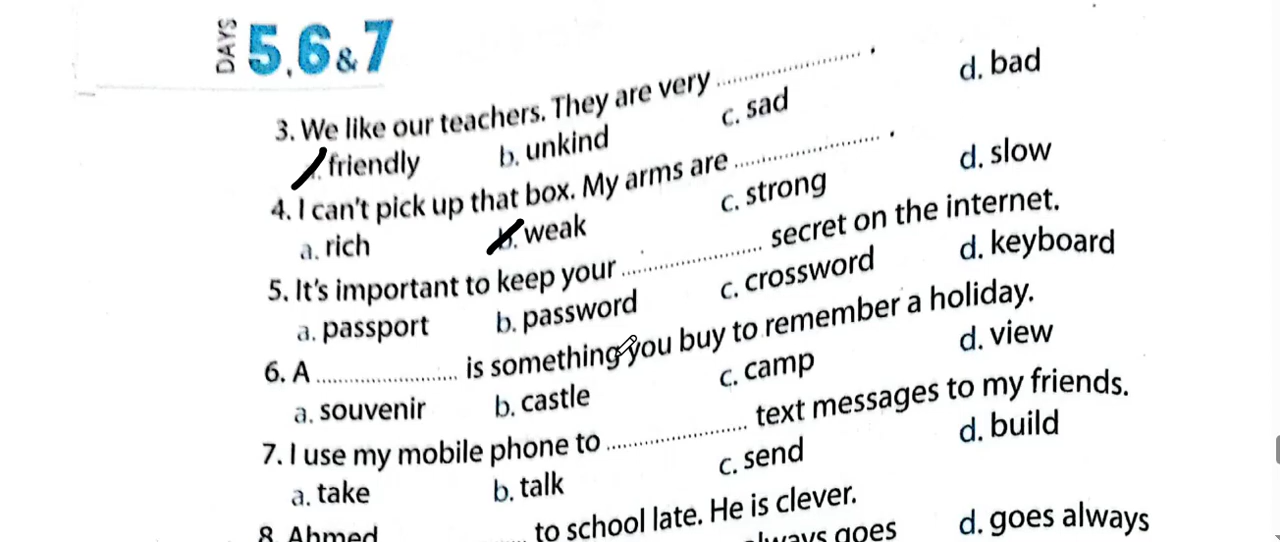 DAYS 5,6&7
3. We like our teachers. They are very .................... .
friendly b. unkind c. sad d. bad
4. I can't pick up that box. My arms are .................... .
a. rich b. weak c. strong d. slow
5. It's important to keep your .................... secret on the internet.
a. passport b. password c. crossword d. keyboard
6. A .................... is something you buy to remember a holiday.
a. souvenir b. castle c. camp d. view
7. I use my mobile phone to .................... text messages to my friends.
a. take b. talk c. send d. build
8. Ahmed .................... to school late. He is clever.
always goes d. goes always